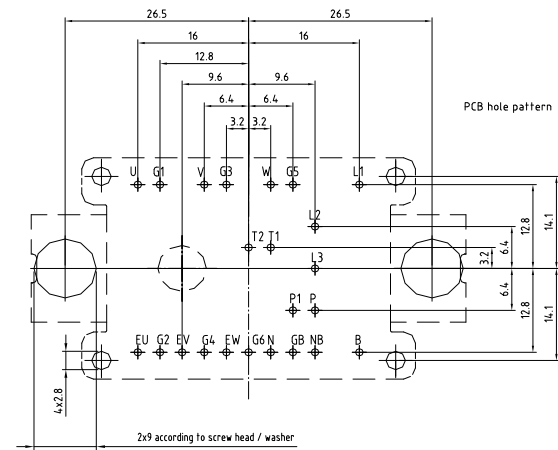 26.5 26.5
16 16
12.8
9.6 9.6
6.4 6.4
PCB hole pattern
3.2 3.2
U G1 V G3 W G5 L1
L2
T2 T1
L3
3.2 6.4 12.8 14.1
P1 P
6.4 12.8 14.1
EU G2 EV G4 EW G6 N GB NB B
4x2.8
2x9 according to screw head / washer